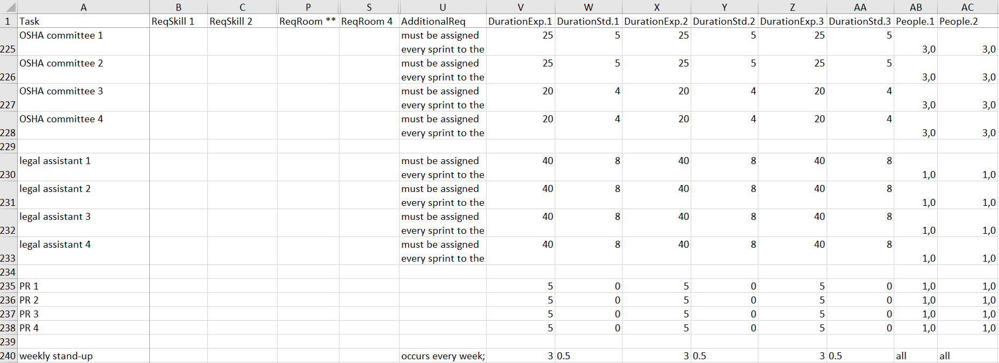 A B C P S U V W X Y Z AA AB AC
1 Task ReqSkill 1 ReqSkill 2 ReqRoom ** ReqRoom 4 AdditionalReq DurationExp.1 DurationStd.1 DurationExp.2 DurationStd.2 DurationExp.3 DurationStd.3 People.1 People.2
OSHA committee 1 must be assigned 25 5 25 5 25 5
225 every sprint to the 3,0 3,0
OSHA committee 2 must be assigned 25 5 25 5 25 5
226 every sprint to the 3,0 3,0
OSHA committee 3 must be assigned 20 4 20 4 20 4
227 every sprint to the 3,0 3,0
OSHA committee 4 must be assigned 20 4 20 4 20 4
228 every sprint to the 3,0 3,0
229
legal assistant 1 must be assigned 40 8 40 8 40 8
230 every sprint to the 1,0 1,0
legal assistant 2 must be assigned 40 8 40 8 40 8
231 every sprint to the 1,0 1,0
legal assistant 3 must be assigned 40 8 40 8 40 8
232 every sprint to the 1,0 1,0
legal assistant 4 must be assigned 40 8 40 8 40 8
233 every sprint to the 1,0 1,0
234
235 PR 1 5 0 5 0 5 0 1,0 1,0
236 PR 2 5 0 5 0 5 0 1,0 1,0
237 PR 3 5 0 5 0 5 0 1,0 1,0
238 PR 4 5 0 5 0 5 0 1,0 1,0
239
240 weekly stand-up occurs every week; 3 0.5 3 0.5 3 0.5 all all